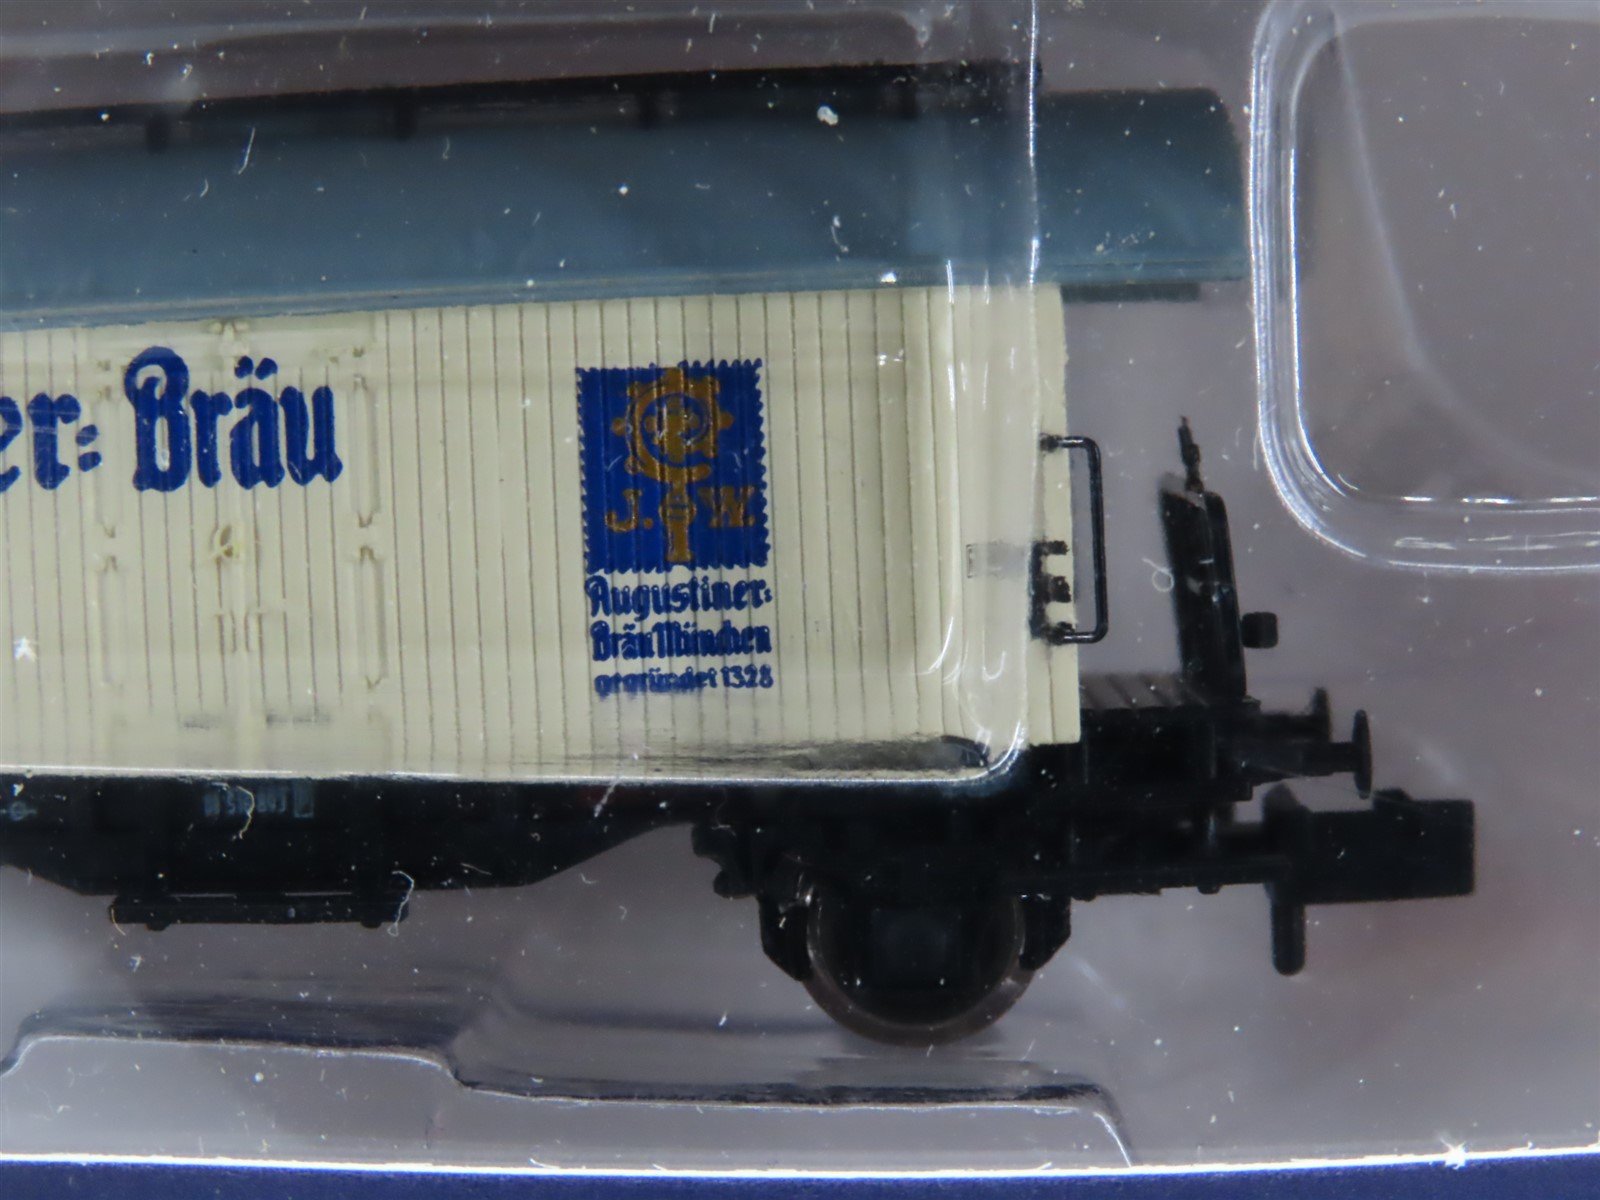 er= Bräu
J. W.
Augustiner=
Bräu München
gegründet 1328